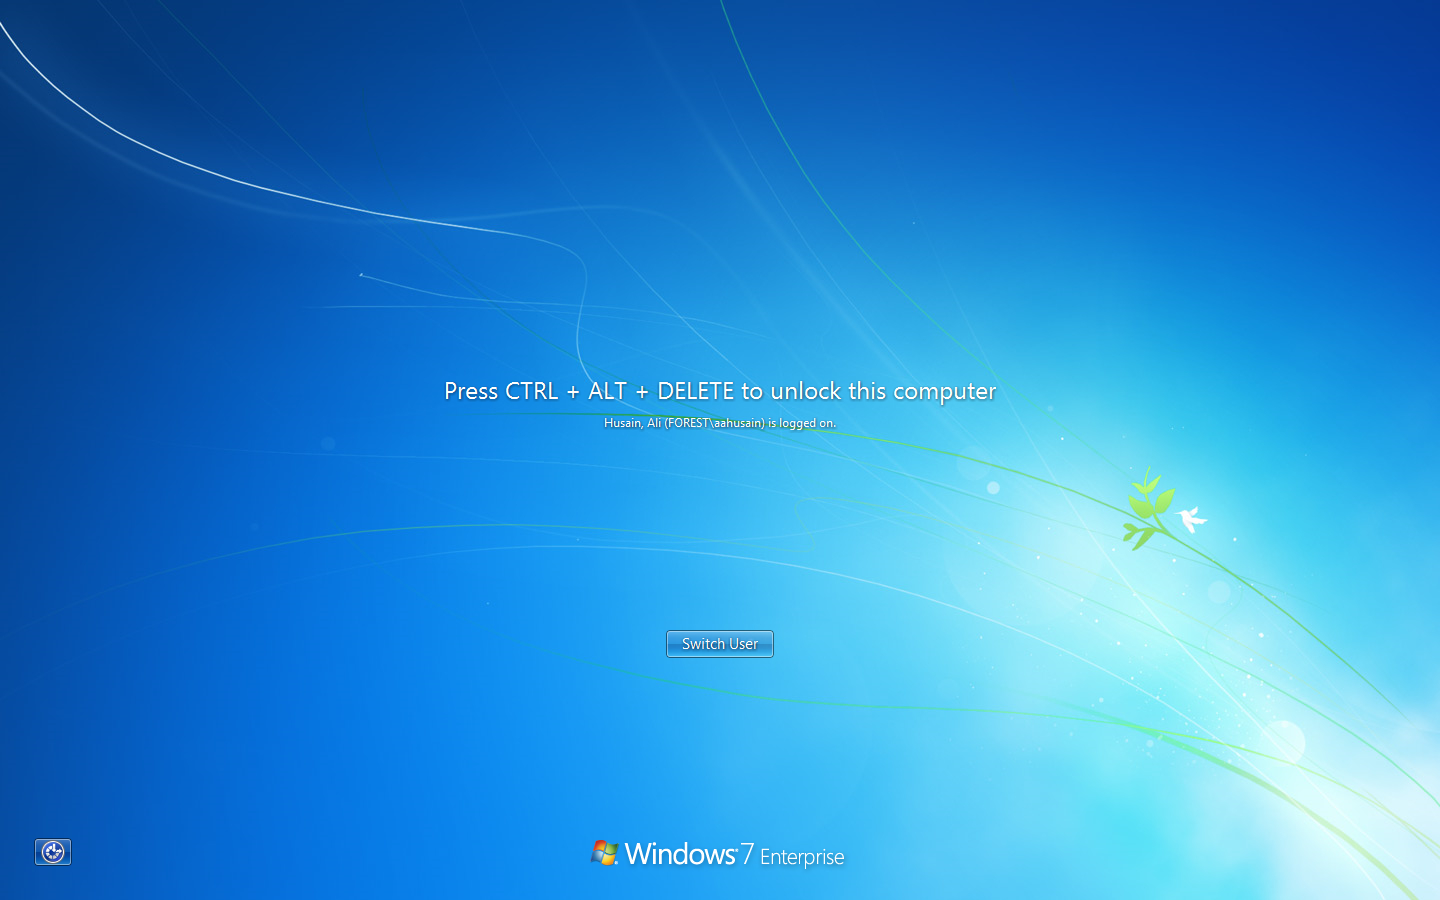 Press CTRL + ALT + DELETE to unlock this computer
Husain, Ali (FOREST\aahusain) is logged on.
Switch User
Windows 7 Enterprise